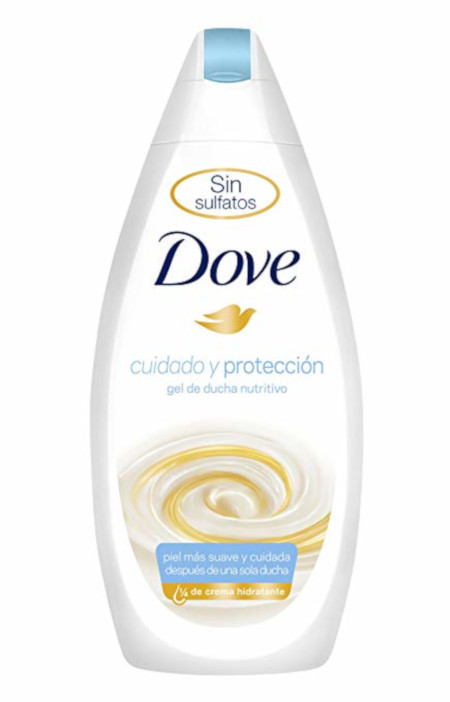 Sin
sulfatos
Dove
cuidado y protección
gel de ducha nutritivo
piel más suave y cuidada
después de una sola ducha
¼ de crema hidratante